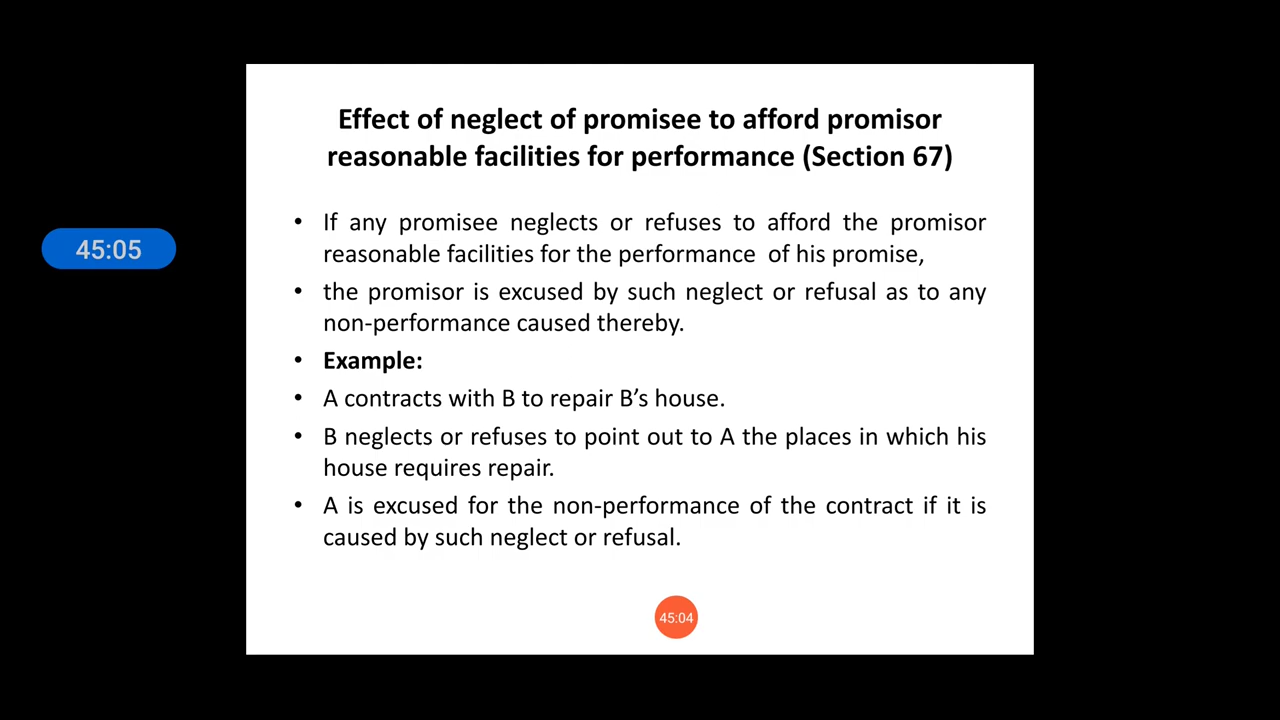 Effect of neglect of promisee to afford promisor
reasonable facilities for performance (Section 67)
• If any promisee neglects or refuses to afford the promisor
reasonable facilities for the performance of his promise,
45:05
• the promisor is excused by such neglect or refusal as to any
non-performance caused thereby.
• Example:
• A contracts with B to repair B's house.
• B neglects or refuses to point out to A the places in which his
house requires repair.
• A is excused for the non-performance of the contract if it is
caused by such neglect or refusal.
45:04